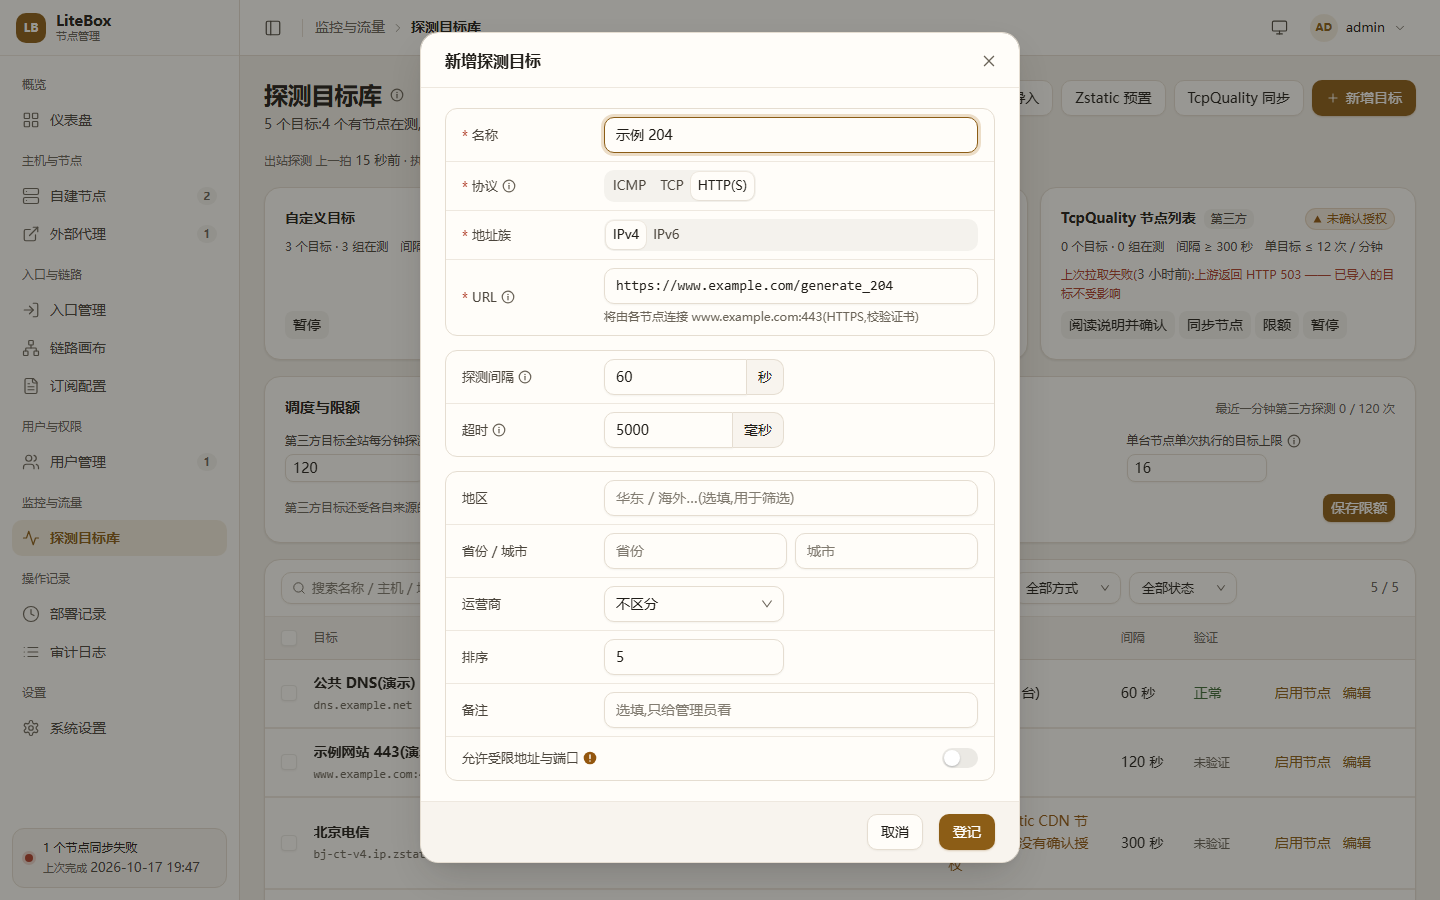 LB
LiteBox
节点管理
概览
仪表盘
主机与节点
自建节点 2
外部代理 1
入口与链路
入口管理
链路画布
订阅配置
用户与权限
用户管理 1
监控与流量
探测目标库
操作记录
部署记录
审计日志
设置
系统设置
1 个节点同步失败
上次完成 2026-10-17 19:47
监控与流量 > 探测目标库
AD admin
探测目标库
5 个目标:4 个有节点在测,
出站探测 上一拍 15 秒前 ·
导入 Zstatic 预置 TcpQuality 同步 + 新增目标
自定义目标
3 个目标 · 3 组在测 间隔
暂停
TcpQuality 节点列表 第三方 未确认授权
0 个目标 · 0 组在测 间隔 ≥ 300 秒 单目标 ≤ 12 次 / 分钟
上次拉取失败(3 小时前):上游返回 HTTP 503 —— 已导入的目
标不受影响
阅读说明并确认 同步节点 限额 暂停
调度与限额
最近一分钟第三方探测 0 / 120 次
第三方目标全站每分钟探
120
单台节点单次执行的目标上限
16
第三方目标还受各自来源
保存限额
搜索名称 / 主机 /
全部方式 全部状态 5 / 5
目标 间隔 验证
公共 DNS(演示)
dns.example.net
台) 60 秒 正常 启用节点 编辑
示例网站 443(演
www.example.com:
120 秒 未验证 启用节点 编辑
北京电信
bj-ct-v4.ip.zstat
tic CDN 节
没有确认授
权
300 秒 未验证 启用节点 编辑
新增探测目标
* 名称 示例 204
* 协议 ICMP TCP HTTP(S)
* 地址族 IPv4 IPv6
* URL https://www.example.com/generate_204
将由各节点连接 www.example.com:443(HTTPS,校验证书)
探测间隔 60 秒
超时 5000 毫秒
地区 华东 / 海外...(选填,用于筛选)
省份 / 城市 省份 城市
运营商 不区分
排序 5
备注 选填,只给管理员看
允许受限地址与端口
取消 登记